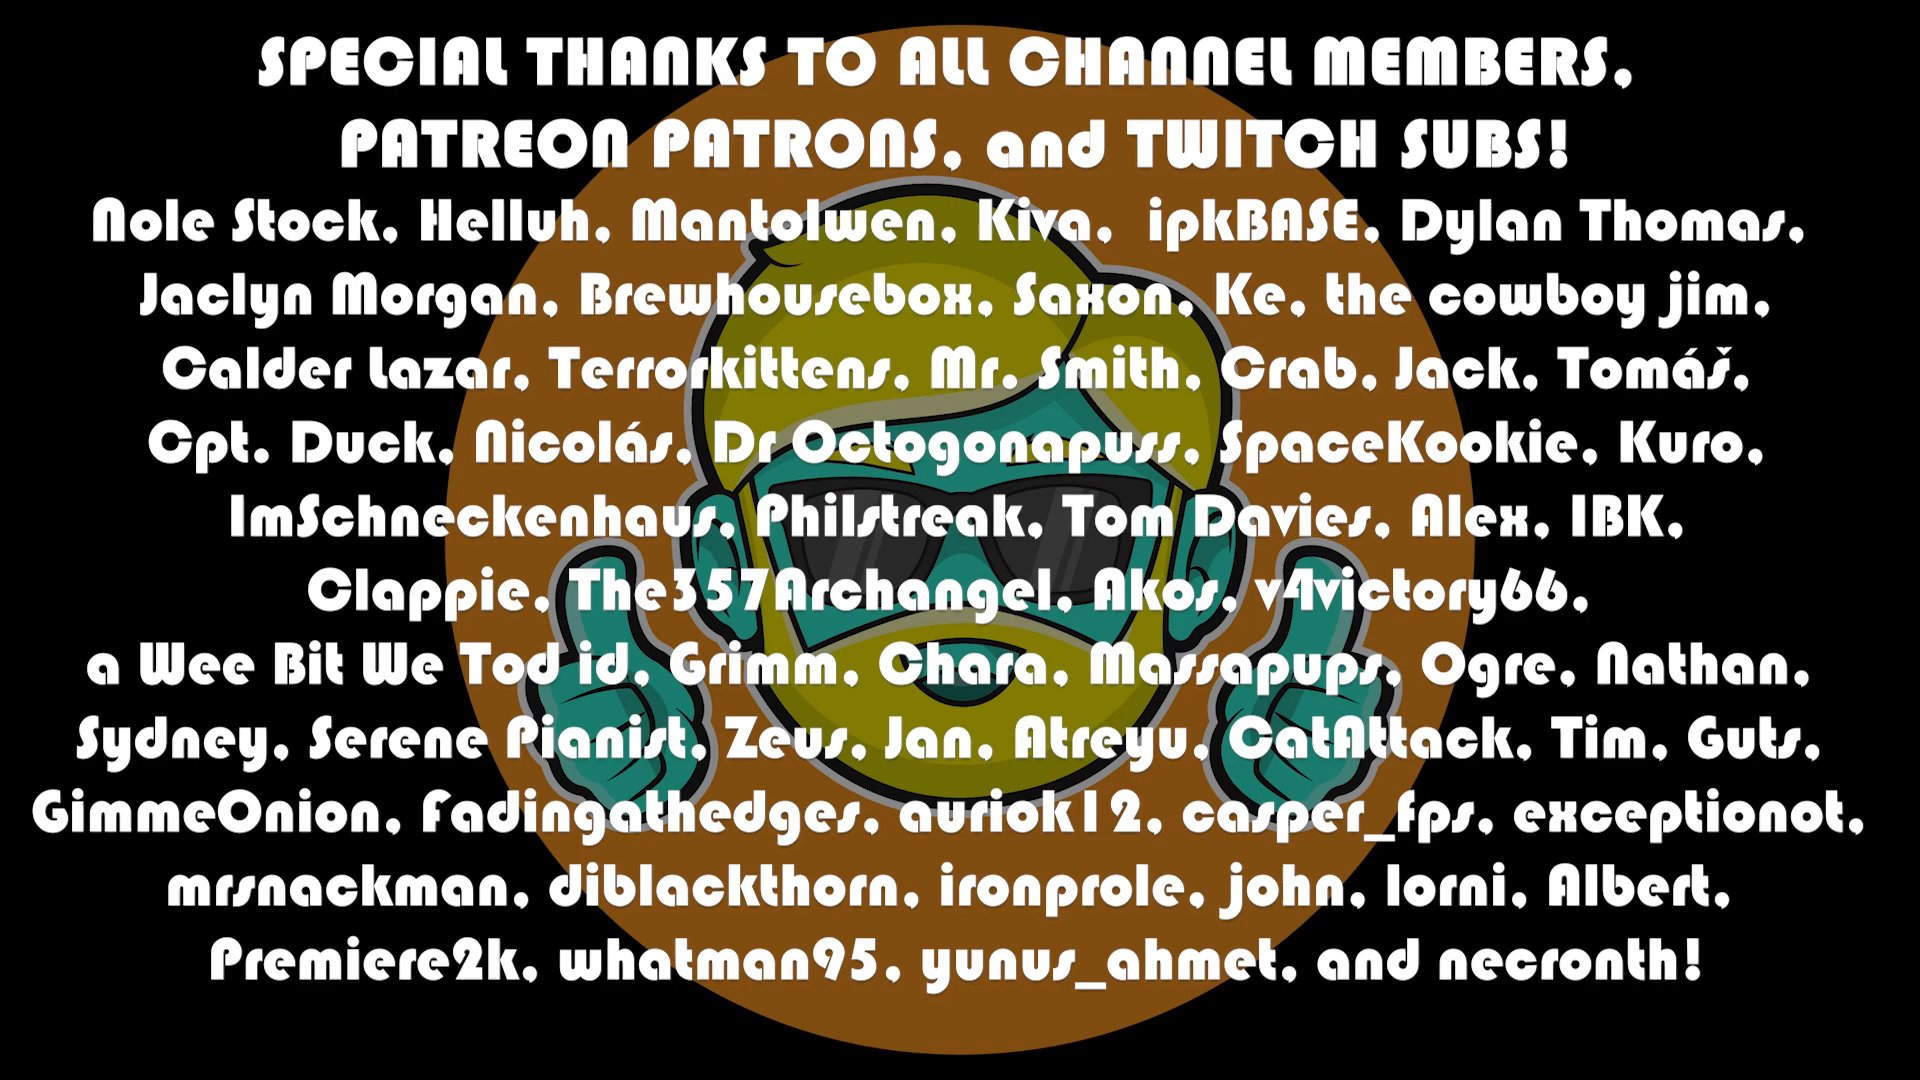 SPECIAL THANKS TO ALL CHANNEL MEMBERS,
PATREON PATRONS, and TWITCH SUBS!
Nole Stock, Helluh, Mantolwen, Kiva,  ipkBASE, Dylan Thomas,
Jaclyn Morgan, Brewhousebox, Saxon, Ke, the cowboy jim,
Calder Lazar, Terrorkittens, Mr. Smith, Crab, Jack, Tomáš,
Cpt. Duck, Nicolás, Dr Octogonapuss, SpaceKookie, Kuro,
ImSchneckenhaus, Philstreak, Tom Davies, Alex, IBK,
Clappie, The357Archangel, Akos, v4victory66,
a Wee Bit We Tod id, Grimm, Chara, Massapups, Ogre, Nathan,
Sydney, Serene Pianist, Zeus, Jan, Atreyu, CatAttack, Tim, Guts,
GimmeOnion, Fadingathedges, auriok12, casper_fps, exceptionot,
mrsnackman, diblackthorn, ironprole, john, lorni, Albert,
Premiere2k, whatman95, yunus_ahmet, and necronth!